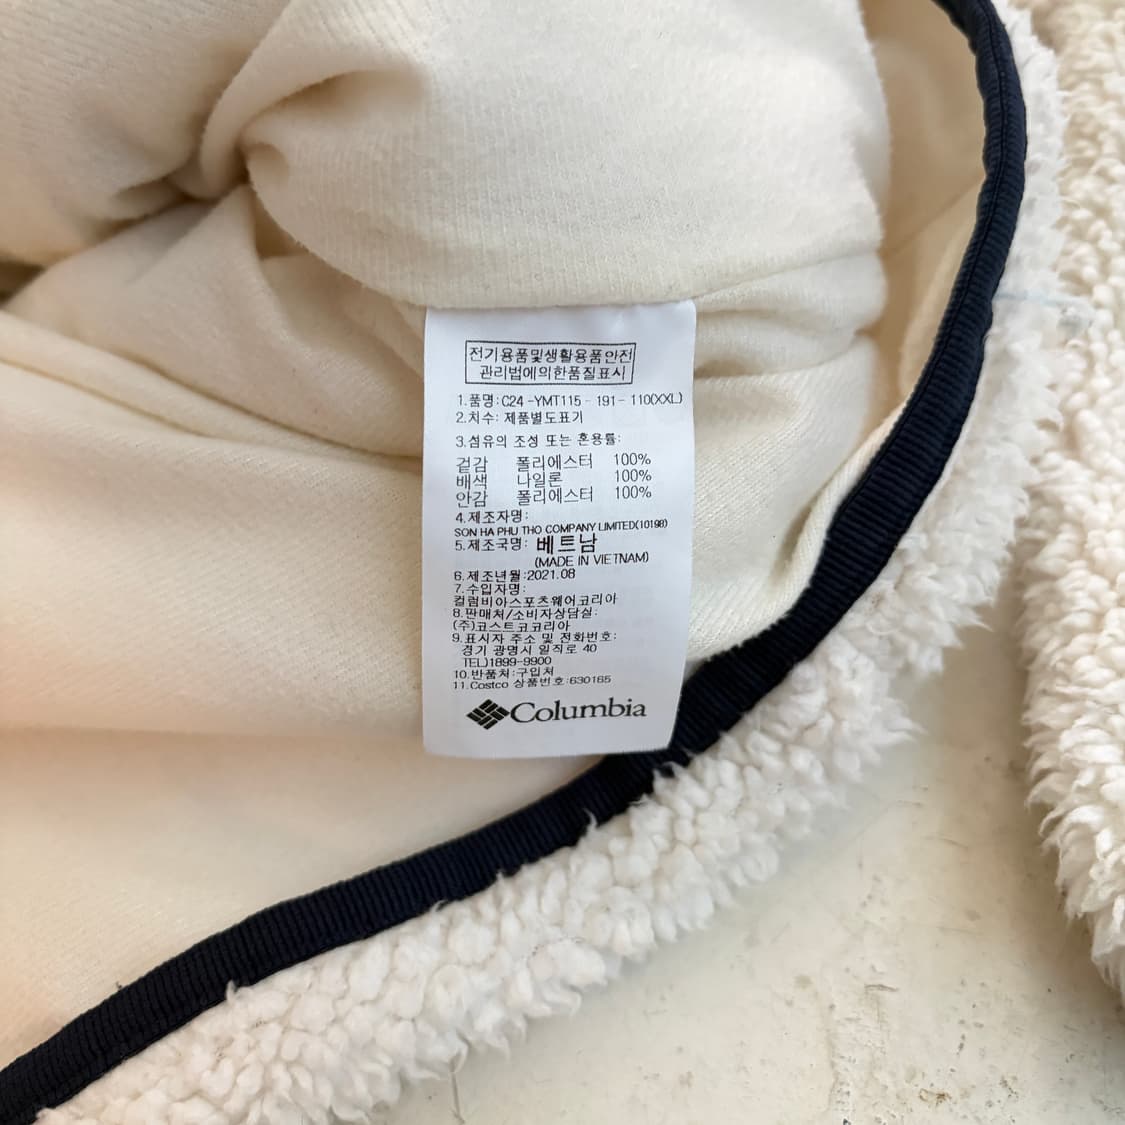 전기용품및생활용품안전
관리법에의한품질표시
1.품명:C24-YMT115-191-110(XXL)
2.치수: 제품별도표기
3.섬유의 조성 또는 혼용률:
겉감 폴리에스터 100%
배색 나일론 100%
안감 폴리에스터 100%
4.제조자명:
SON HA PHU THO COMPANY LIMITED(10198)
5.제조국명: 베트남
(MADE IN VIETNAM)
6.제조년월:2021.08
7.수입자명:
컬럼비아스포츠웨어코리아
8.판매처/소비자상담실:
(주)코스트코코리아
9.표시자 주소 및 전화번호:
경기 광명시 일직로 40
TEL)1899-9900
10.반품처:구입처
11.Costco 상품번호:630165
Columbia